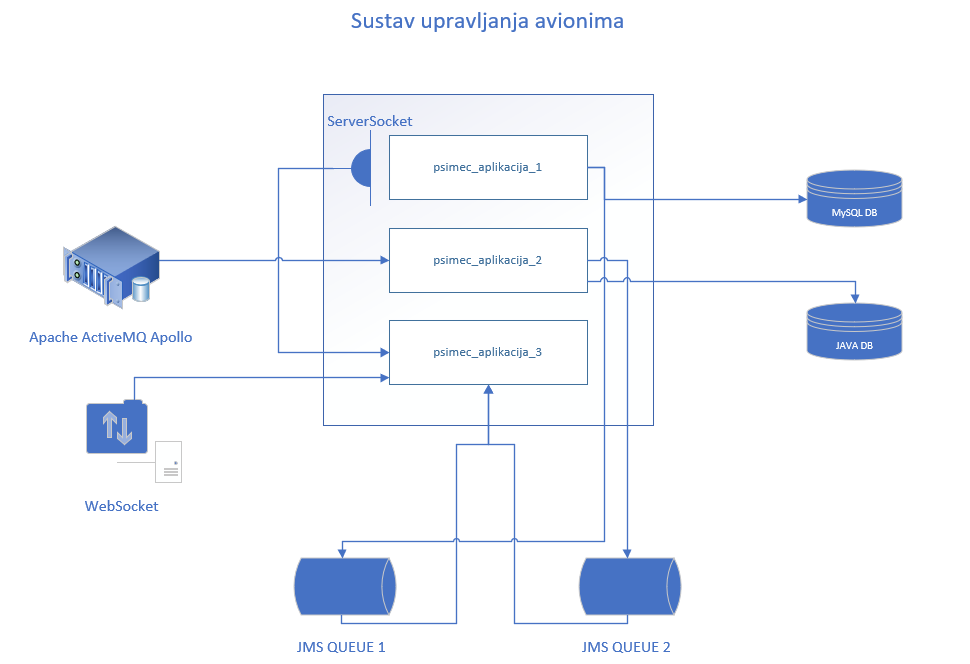 Sustav upravljanja avionima
ServerSocket
psimec_aplikacija_1
MySQL DB
psimec_aplikacija_2
Apache ActiveMQ Apollo
JAVA DB
psimec_aplikacija_3
WebSocket
JMS QUEUE 1
JMS QUEUE 2